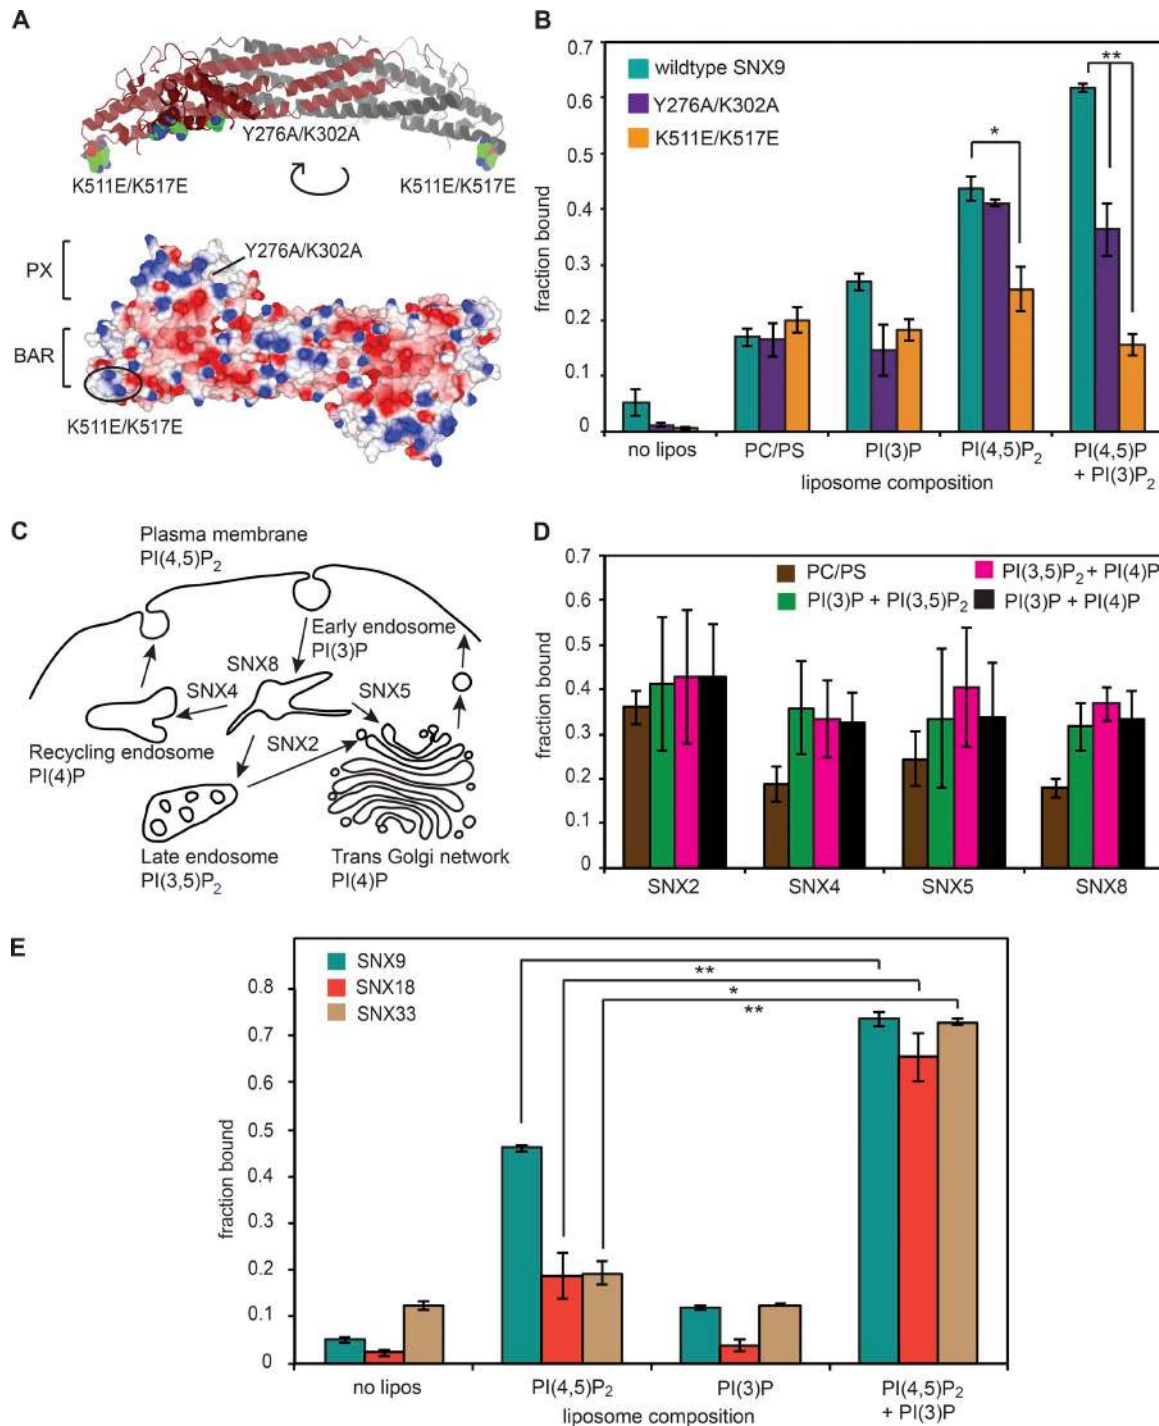 A
Y276A/K302A
K511E/K517E
K511E/K517E
Y276A/K302A
PX
BAR
K511E/K517E
B
0.7
0.6
0.5
0.4
0.3
0.2
0.1
0
fraction bound
wildtype SNX9
Y276A/K302A
K511E/K517E
*
**
no lipos
PC/PS
PI(3)P
PI(4,5)P2
PI(4,5)P
+ PI(3)P2
liposome composition
C
Plasma membrane
PI(4,5)P2
Early endosome
PI(3)P
SNX8
SNX4
SNX5
SNX2
Recycling endosome
PI(4)P
Late endosome
PI(3,5)P2
Trans Golgi network
PI(4)P
D
0.7
0.6
0.5
0.4
0.3
0.2
0.1
0
fraction bound
PC/PS
PI(3)P + PI(3,5)P2
PI(3,5)P2 + PI(4)P
PI(3)P + PI(4)P
SNX2
SNX4
SNX5
SNX8
E
SNX9
SNX18
SNX33
0.8
0.7
0.6
0.5
0.4
0.3
0.2
0.1
0
fraction bound
**
*
**
no lipos
PI(4,5)P2
PI(3)P
PI(4,5)P2
+ PI(3)P
liposome composition